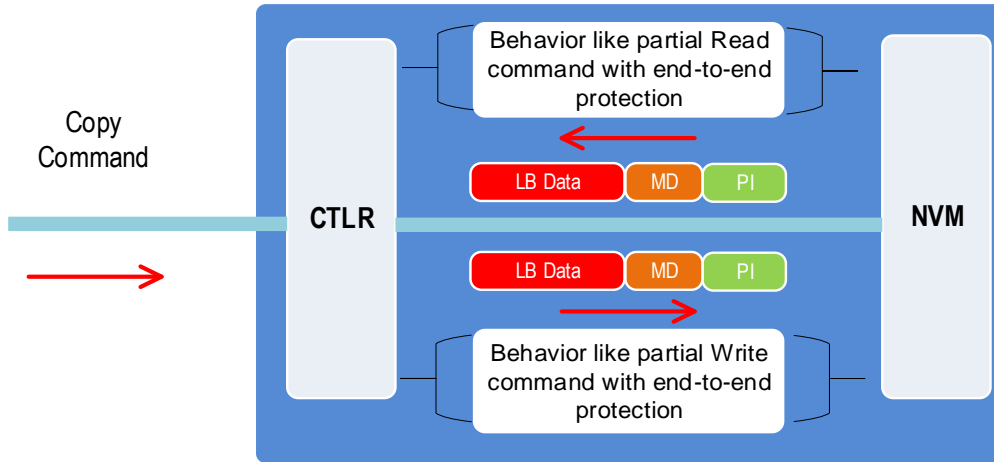 Behavior like partial Read
command with end-to-end
protection
Copy
Command
LB Data
MD
PI
CTLR
NVM
LB Data
MD
PI
Behavior like partial Write
command with end-to-end
protection